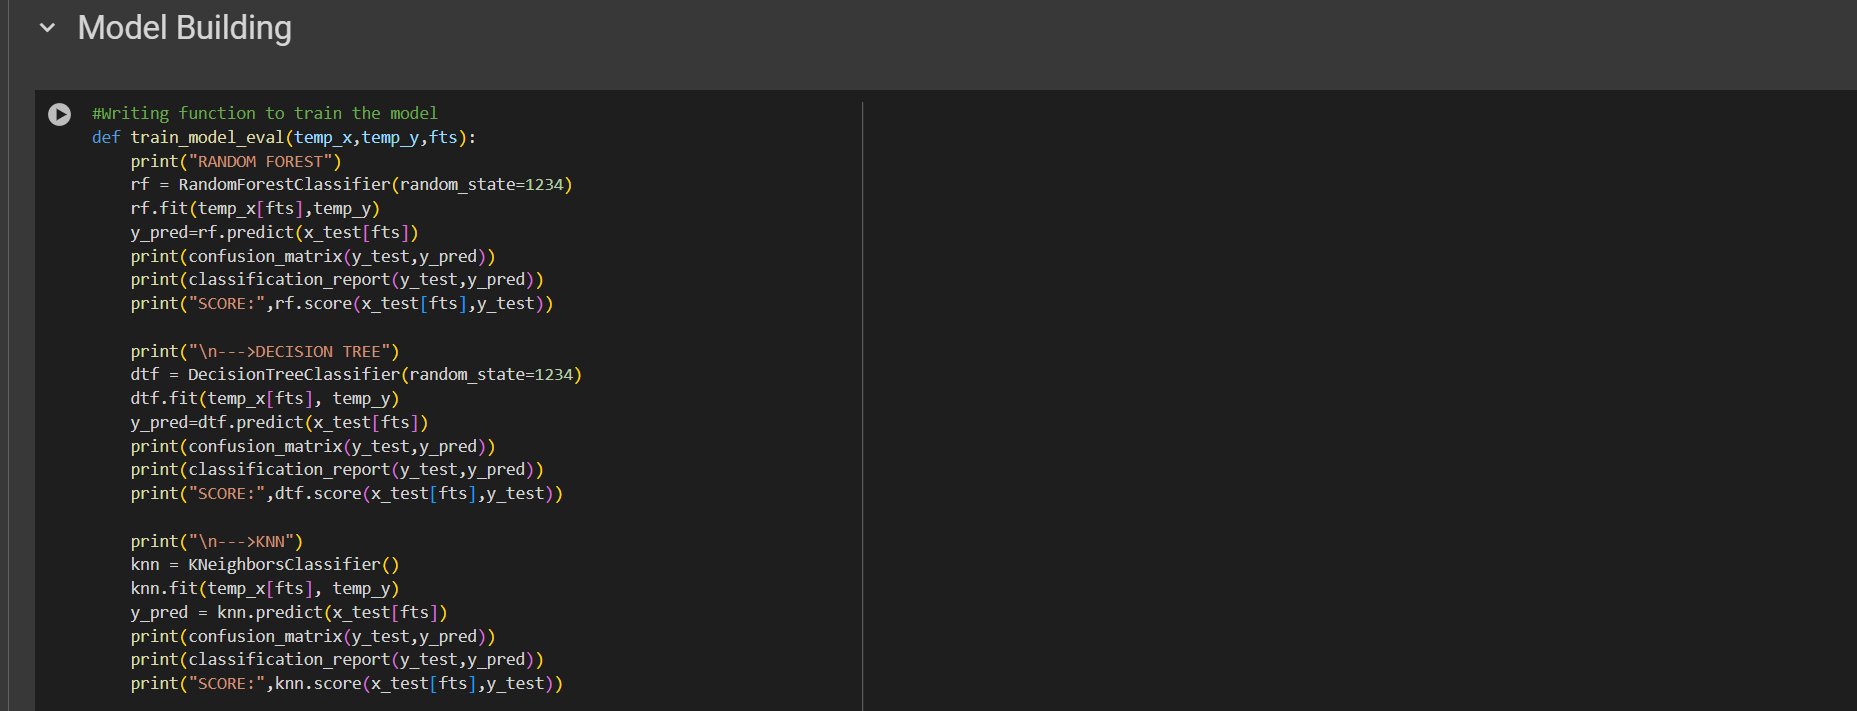 Model Building
#Writing function to train the model
def train_model_eval(temp_x,temp_y,fts):
    print("RANDOM FOREST")
    rf = RandomForestClassifier(random_state=1234)
    rf.fit(temp_x[fts],temp_y)
    y_pred=rf.predict(x_test[fts])
    print(confusion_matrix(y_test,y_pred))
    print(classification_report(y_test,y_pred))
    print("SCORE:",rf.score(x_test[fts],y_test))

    print("\n--->DECISION TREE")
    dtf = DecisionTreeClassifier(random_state=1234)
    dtf.fit(temp_x[fts], temp_y)
    y_pred=dtf.predict(x_test[fts])
    print(confusion_matrix(y_test,y_pred))
    print(classification_report(y_test,y_pred))
    print("SCORE:",dtf.score(x_test[fts],y_test))

    print("\n--->KNN")
    knn = KNeighborsClassifier()
    knn.fit(temp_x[fts], temp_y)
    y_pred = knn.predict(x_test[fts])
    print(confusion_matrix(y_test,y_pred))
    print(classification_report(y_test,y_pred))
    print("SCORE:",knn.score(x_test[fts],y_test))